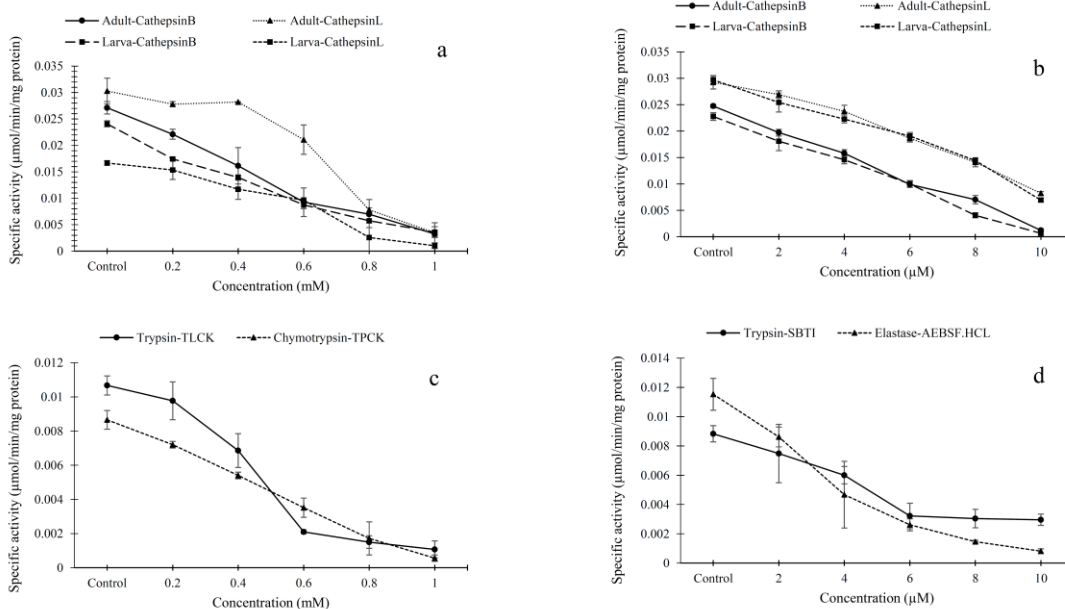 Adult-CathepsinB
Adult-CathepsinL
Larva-CathepsinB
Larva-CathepsinL
a
Specific activity (µmol/min/mg protein)
0.035
0.03
0.025
0.02
0.015
0.01
0.005
0
Control 0.2 0.4 0.6 0.8 1
Concentration (mM)
Adult-CathepsinB
Adult-CathepsinL
Larva-CathepsinB
Larva-CathepsinL
b
Specific activity (µmol/min/mg protein)
0.035
0.03
0.025
0.02
0.015
0.01
0.005
0
Control 2 4 6 8 10
Concentration (µM)
Trypsin-TLCK
Chymotrypsin-TPCK
c
Specific activity (µmol/min/mg protein)
0.012
0.01
0.008
0.006
0.004
0.002
0
Control 0.2 0.4 0.6 0.8 1
Concentration (mM)
Trypsin-SBTI
Elastase-AEBSF.HCL
d
Specific activity (µmol/min/mg protein)
0.014
0.012
0.01
0.008
0.006
0.004
0.002
0
Control 2 4 6 8 10
Concentration (µM)